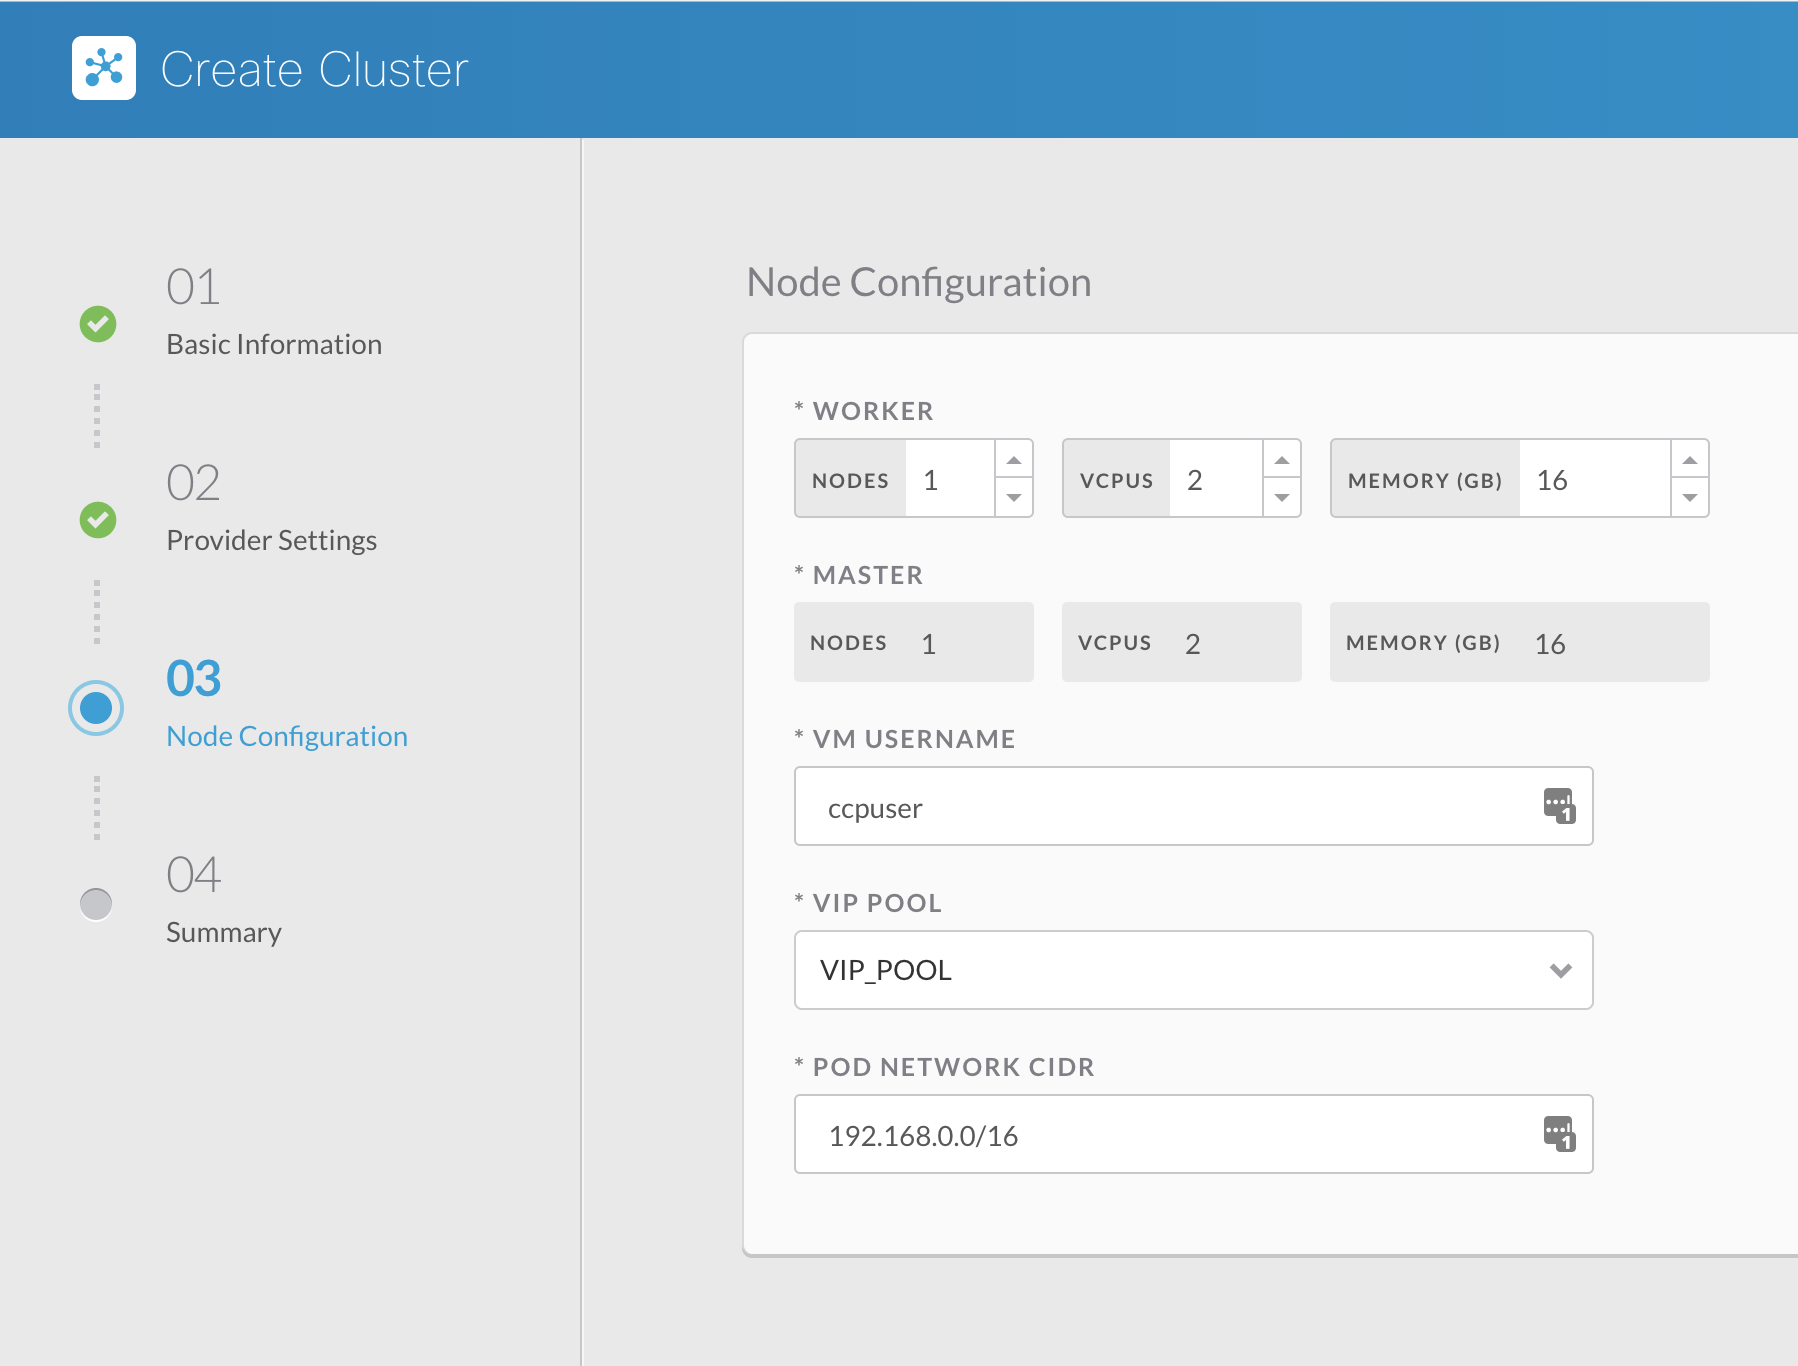 Create Cluster
01
Basic Information
02
Provider Settings
03
Node Configuration
04
Summary
Node Configuration
* WORKER
NODES 1 VCPUS 2 MEMORY (GB) 16
* MASTER
NODES 1 VCPUS 2 MEMORY (GB) 16
* VM USERNAME
ccpuser
1
* VIP POOL
VIP_POOL
* POD NETWORK CIDR
192.168.0.0/16
1